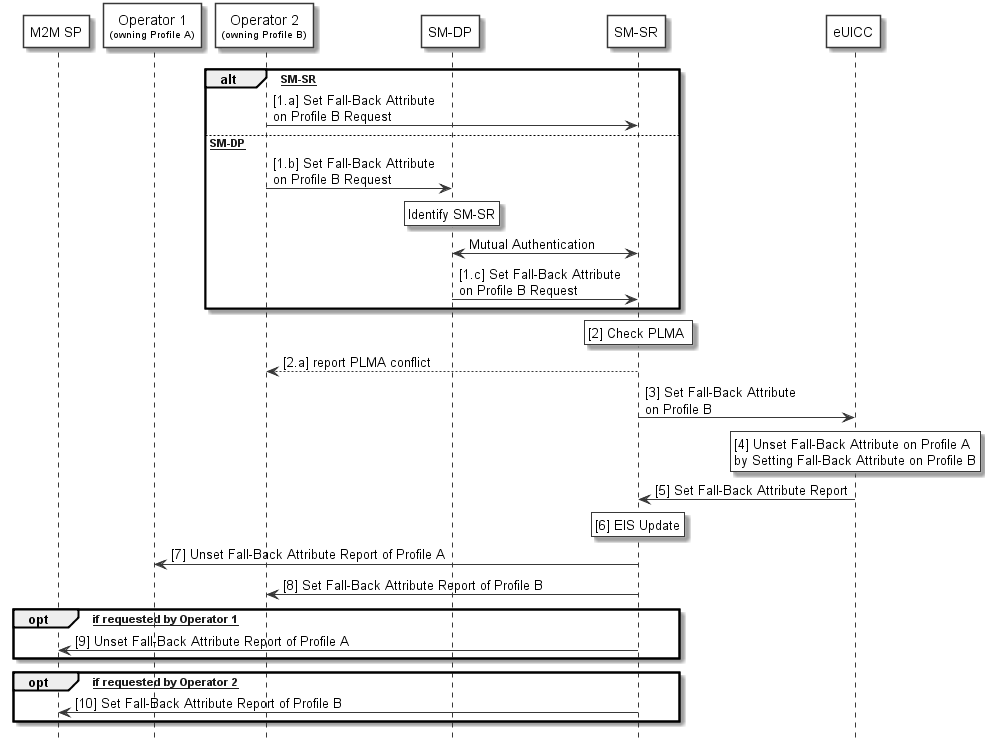 M2M SP
Operator 1
(owning Profile A)
Operator 2
(owning Profile B)
SM-DP
SM-SR
eUICC
alt
SM-SR
[1.a] Set Fall-Back Attribute
on Profile B Request
SM-DP
[1.b] Set Fall-Back Attribute
on Profile B Request
Identify SM-SR
Mutual Authentication
[1.c] Set Fall-Back Attribute
on Profile B Request
[2] Check PLMA
[2.a] report PLMA conflict
[3] Set Fall-Back Attribute
on Profile B
[4] Unset Fall-Back Attribute on Profile A
by Setting Fall-Back Attribute on Profile B
[5] Set Fall-Back Attribute Report
[6] EIS Update
[7] Unset Fall-Back Attribute Report of Profile A
[8] Set Fall-Back Attribute Report of Profile B
opt
if requested by Operator 1
[9] Unset Fall-Back Attribute Report of Profile A
opt
if requested by Operator 2
[10] Set Fall-Back Attribute Report of Profile B